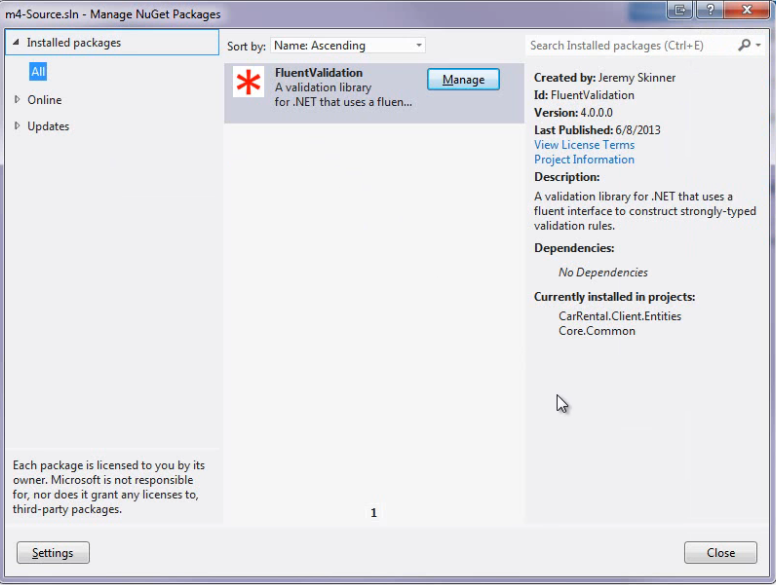 m4-Source.sln - Manage NuGet Packages
Installed packages
All
Online
Updates
Each package is licensed to you by its
owner. Microsoft is not responsible
for, nor does it grant any licenses to,
third-party packages.
Settings
Sort by: Name: Ascending
FluentValidation
A validation library
for .NET that uses a fluen...
Manage
1
Search Installed packages (Ctrl+E)
Created by: Jeremy Skinner
Id: FluentValidation
Version: 4.0.0.0
Last Published: 6/8/2013
View License Terms
Project Information
Description:
A validation library for .NET that uses a
fluent interface to construct strongly-typed
validation rules.
Dependencies:
No Dependencies
Currently installed in projects:
CarRental.Client.Entities
Core.Common
Close